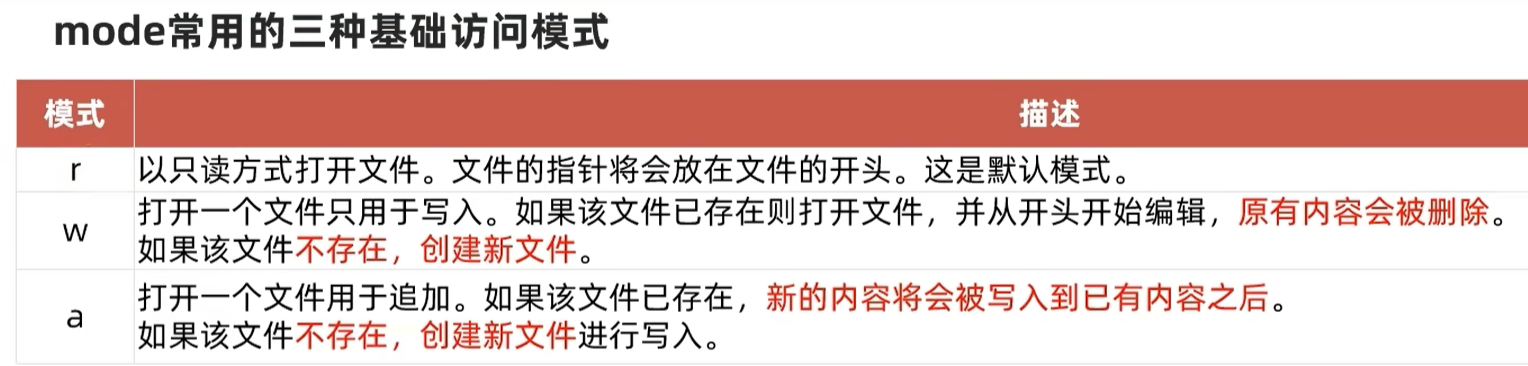 mode常用的三种基础访问模式
模式
描述
r
以只读方式打开文件。文件的指针将会放在文件的开头。这是默认模式。
w
打开一个文件只用于写入。如果该文件已存在则打开文件，并从开头开始编辑，原有内容会被删除。
如果该文件不存在，创建新文件。
a
打开一个文件用于追加。如果该文件已存在，新的内容将会被写入到已有内容之后。
如果该文件不存在，创建新文件进行写入。